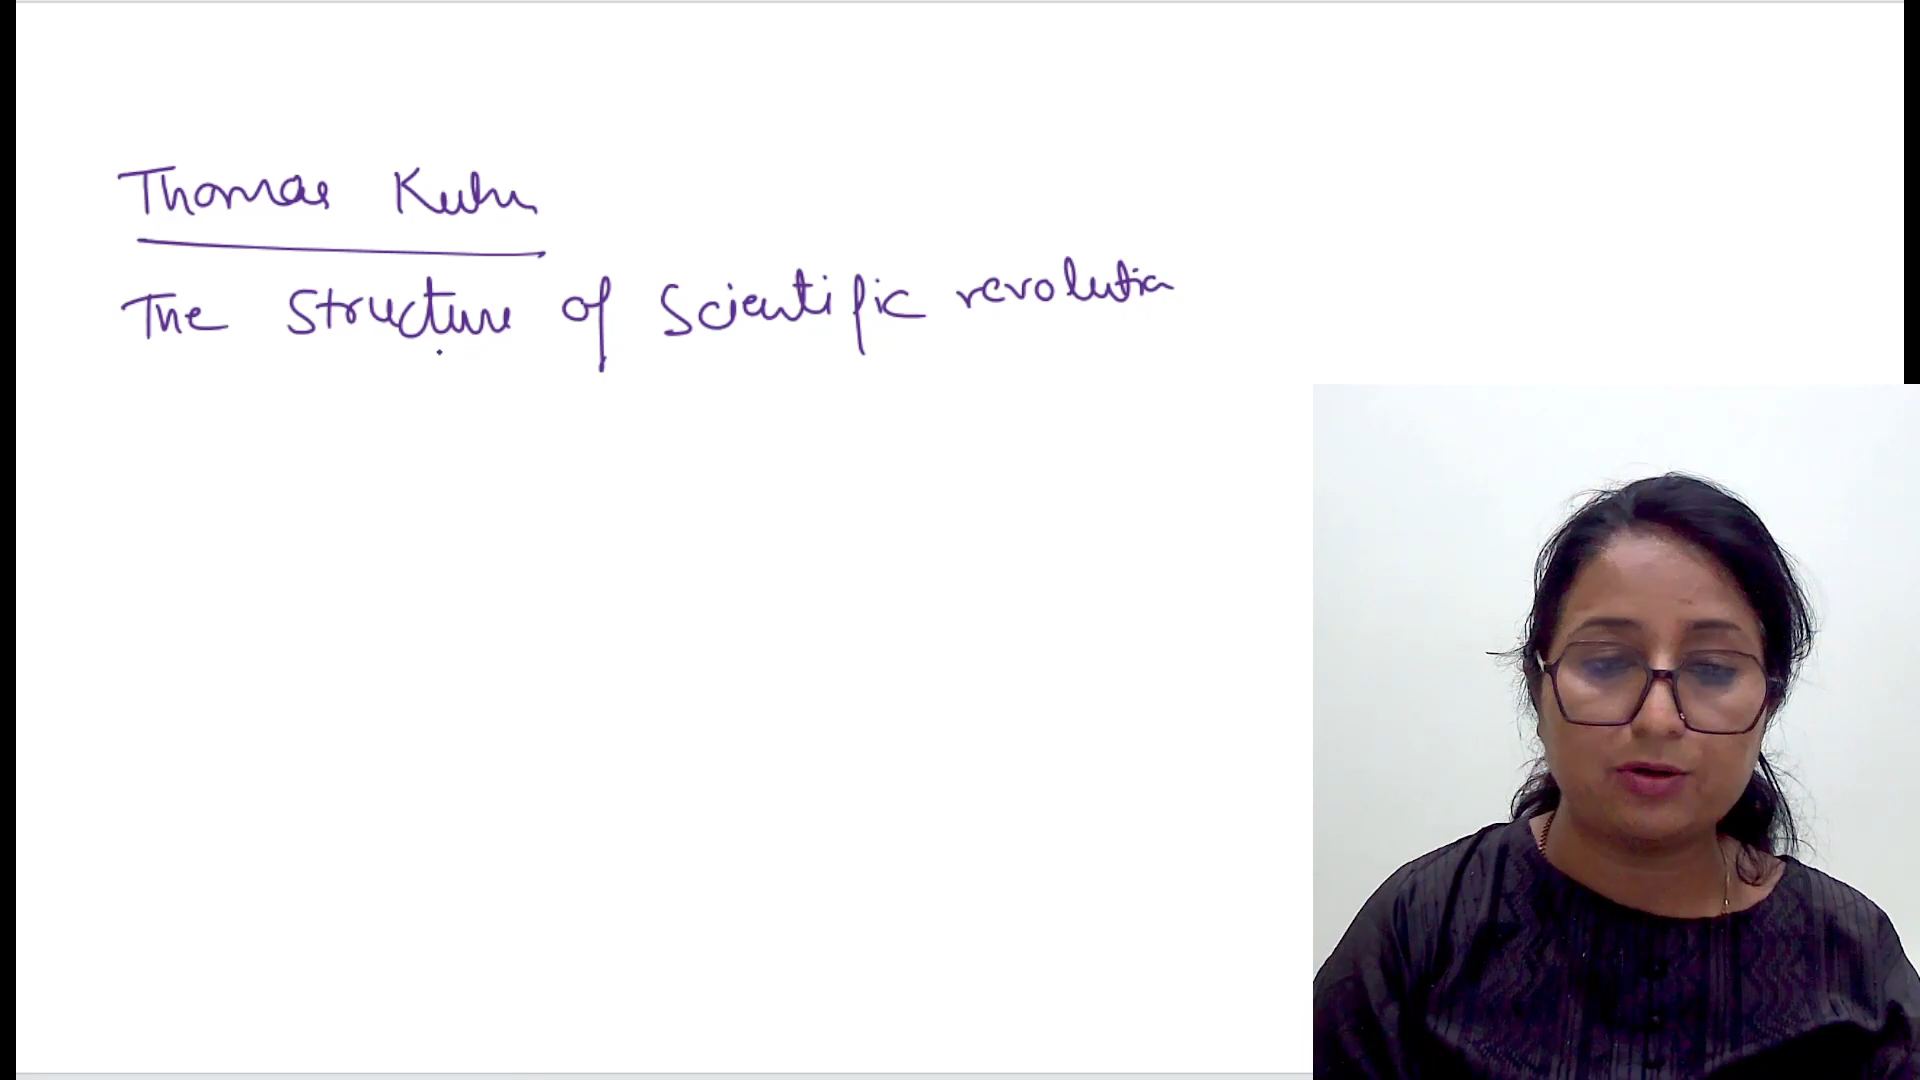 Thomas Kuhn
The Structure of Scientific revolution